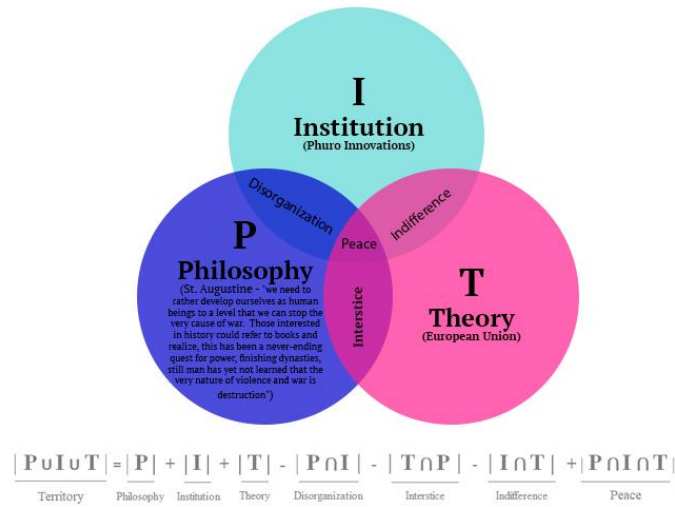 I
Institution
(Phuro Innovations)
Disorganization
Indifference
Peace
P
Philosophy
(St. Augustine - "we need to
rather develop ourselves as human
beings to a level that we can stop the
very cause of war. Those interested
in history could refer to books and
realize, this has been a never-ending
quest for power, finishing dynasties,
still man has yet not learned that the
very nature of violence and war is
destruction")
Interstice
T
Theory
(European Union)
| P∪I∪T | = | P | + | I | + | T | - | P∩I | - | T∩P | - | I∩T | + | P∩I∩T |
Territory Philosophy Institution Theory Disorganization Interstice Indifference Peace